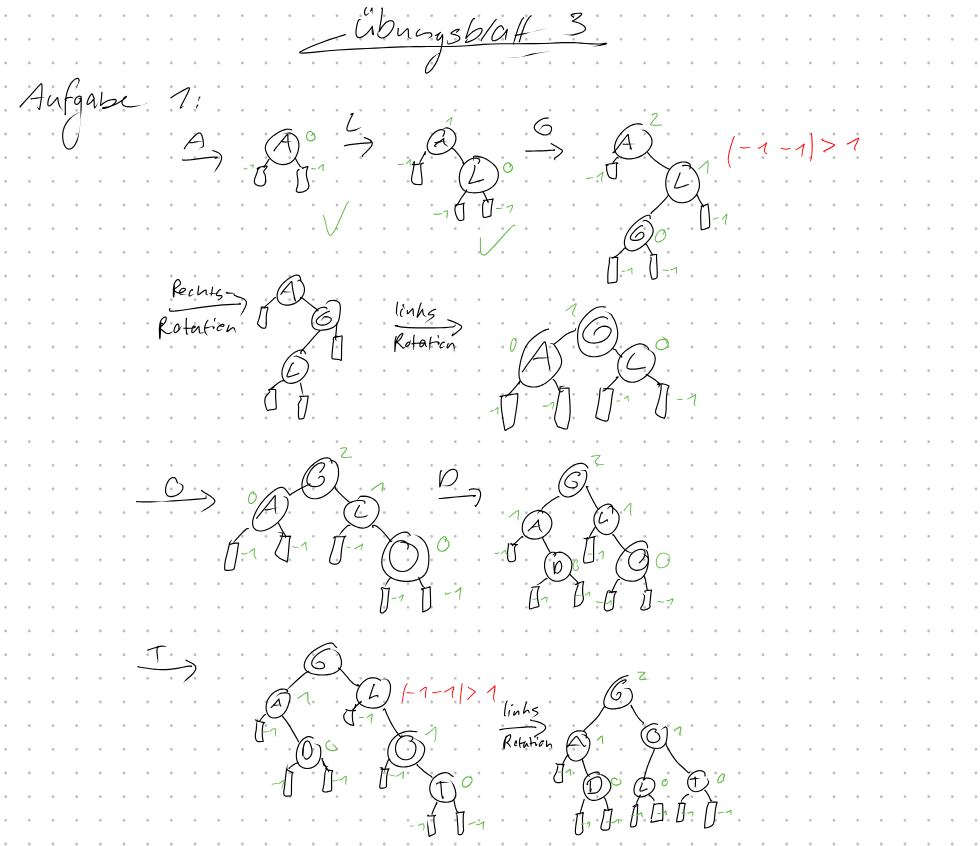 Übungsblatt 3
Aufgabe 1:
A A 0 -1 -1
L 1 A -1 L 0 -1 -1
G 2 A -1 L 1 -1 G 0 -1 -1 (-1 -1)>1
Rechts-
Rotation
A G L
links
Rotation
1 G 0 A L 0 -1 -1 -1 -1
O 2 G 0 A L 1 -1 -1 -1 O 0 -1 -1
D 2 G 1 A L 1 -1 D 0 -1 O 0 -1 -1 -1 -1
T G A 1 L |-1-1|>1 -1 -1 D 0 O 1 -1 -1 -1 T 0 -1 -1
links
Rotation
2 G A 1 O 1 -1 D 0 L 0 T 0 -1 -1 -1 -1 -1 -1